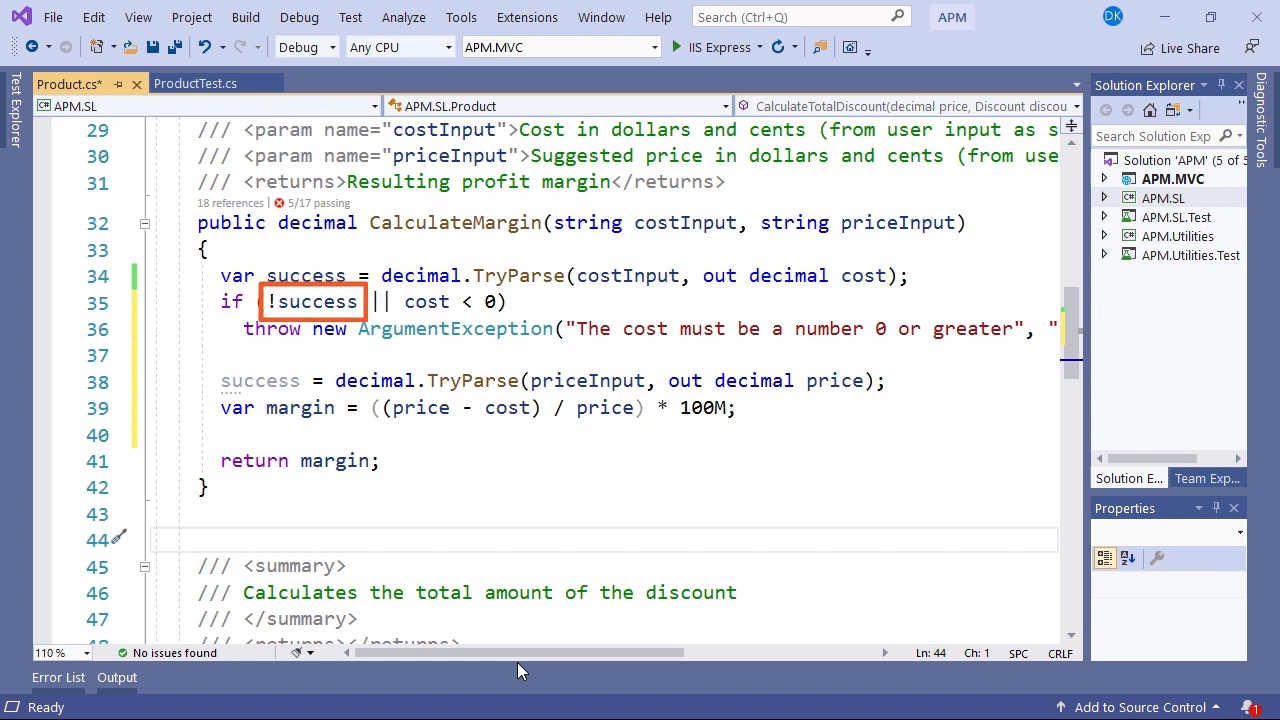 File Edit View Project Build Debug Test Analyze Tools Extensions Window Help Search (Ctrl+Q) APM DK
Debug Any CPU APM.MVC IIS Express Live Share
Test Explorer
Product.cs* ProductTest.cs
APM.SL APM.SL.Product CalculateTotalDiscount(decimal price, Discount discou
29 /// <param name="costInput">Cost in dollars and cents (from user input as s
30 /// <param name="priceInput">Suggested price in dollars and cents (from use
31 /// <returns>Resulting profit margin</returns>
18 references | 5/17 passing
32 public decimal CalculateMargin(string costInput, string priceInput)
33 {
34 var success = decimal.TryParse(costInput, out decimal cost);
35 if (!success || cost < 0)
36 throw new ArgumentException("The cost must be a number 0 or greater", "
37
38 success = decimal.TryParse(priceInput, out decimal price);
39 var margin = ((price - cost) / price) * 100M;
40
41 return margin;
42 }
43
44
45 /// <summary>
46 /// Calculates the total amount of the discount
47 /// </summary>
48 /// <returns></returns>
110 % No issues found Ln: 44 Ch: 1 SPC CRLF
Solution Explorer
Search Solution Exp
Solution 'APM' (5 of 5
APM.MVC
APM.SL
APM.SL.Test
APM.Utilities
APM.Utilities.Test
Solution E... Team Exp...
Properties
Diagnostic Tools
Error List Output
Ready Add to Source Control 1